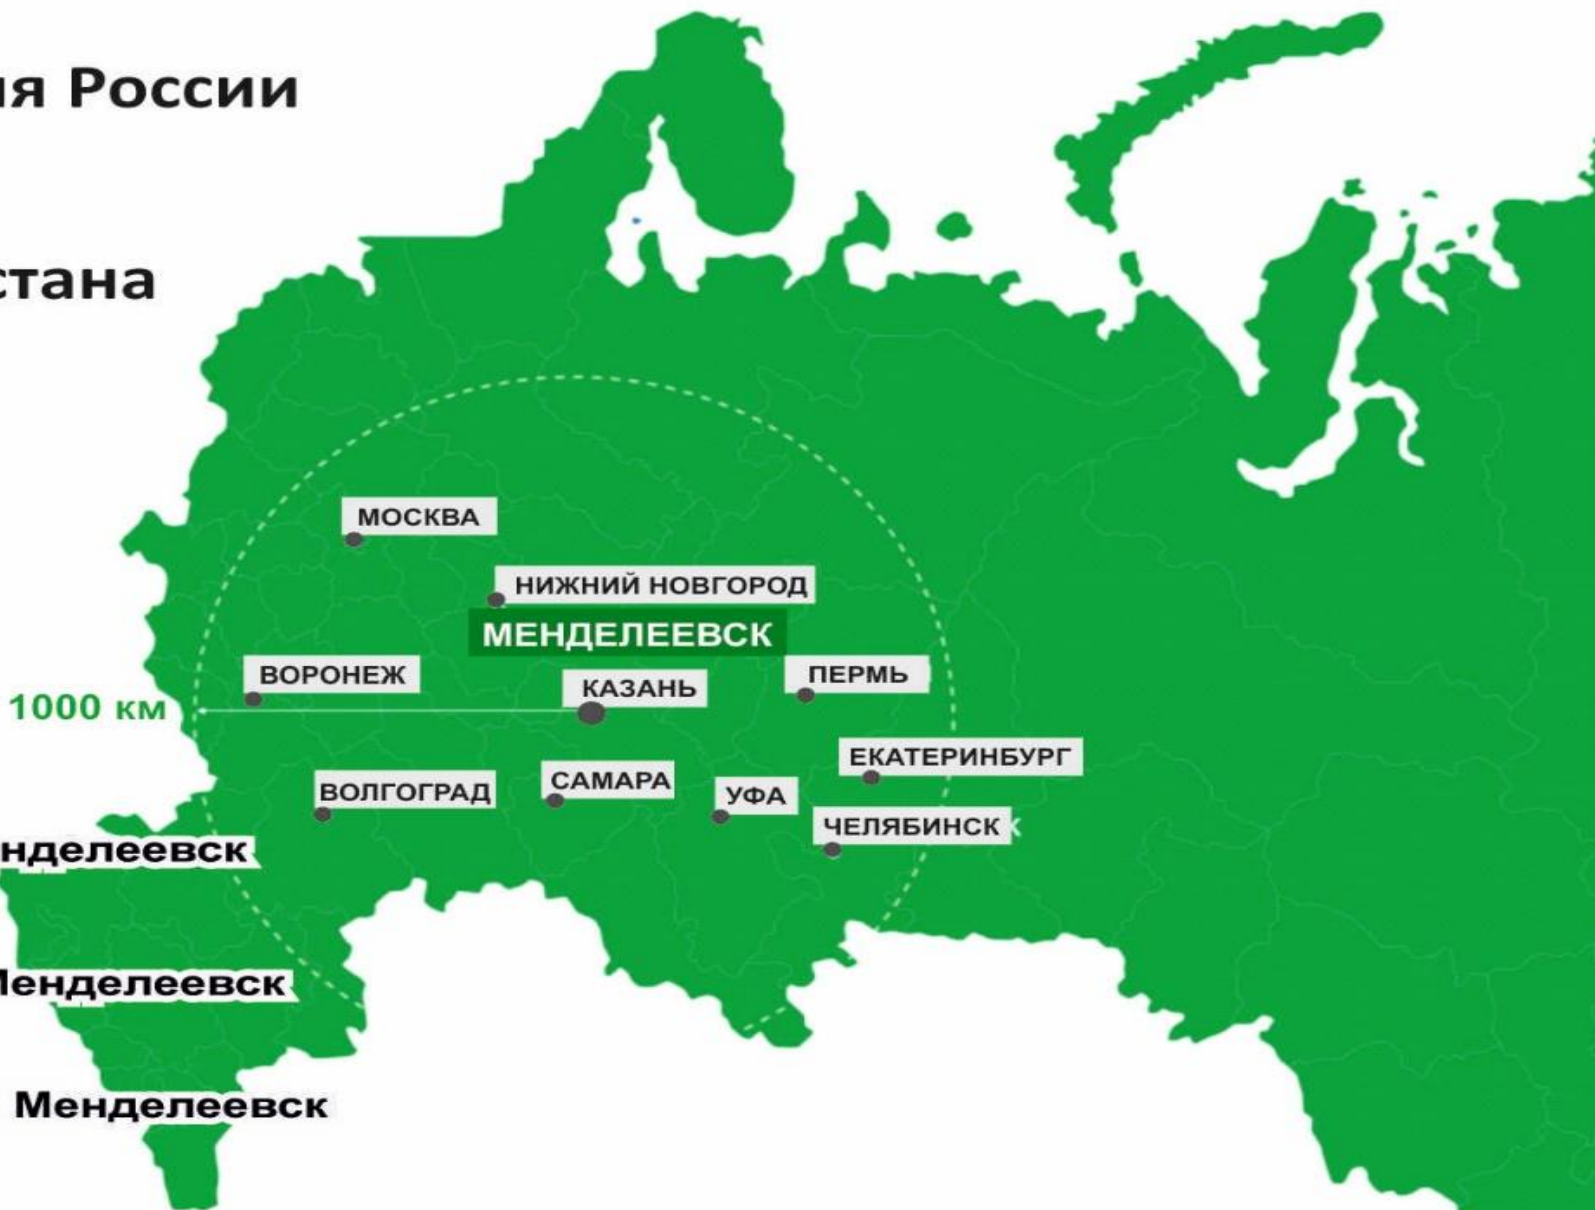 ия России
стана
МОСКВА
НИЖНИЙ НОВГОРОД
МЕНДЕЛЕЕВСК
ВОРОНЕЖ
КАЗАНЬ
ПЕРМЬ
1000 км
ЕКАТЕРИНБУРГ
ВОЛГОГРАД
САМАРА
УФА
ЧЕЛЯБИНСК
нделеевск
Менделеевск
Менделеевск